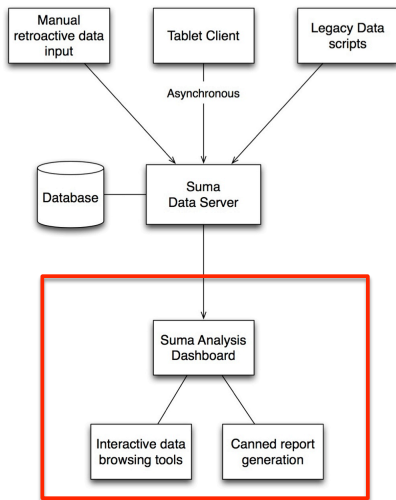 Manual
retroactive data
input
Tablet Client
Legacy Data
scripts
Asynchronous
Database
Suma
Data Server
Suma Analysis
Dashboard
Interactive data
browsing tools
Canned report
generation